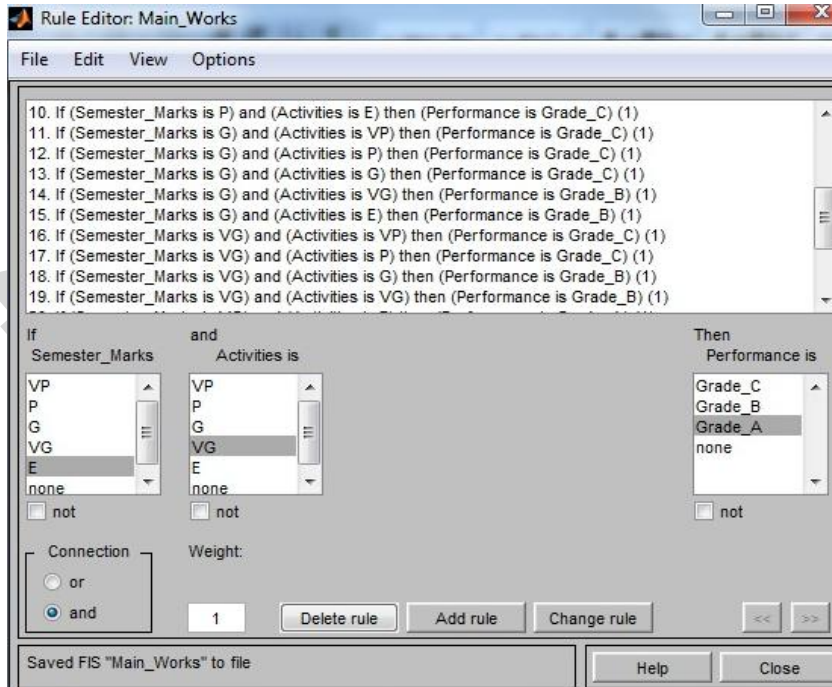 Rule Editor: Main_Works
File Edit View Options
10. If (Semester_Marks is P) and (Activities is E) then (Performance is Grade_C) (1)
11. If (Semester_Marks is G) and (Activities is VP) then (Performance is Grade_C) (1)
12. If (Semester_Marks is G) and (Activities is P) then (Performance is Grade_C) (1)
13. If (Semester_Marks is G) and (Activities is G) then (Performance is Grade_C) (1)
14. If (Semester_Marks is G) and (Activities is VG) then (Performance is Grade_B) (1)
15. If (Semester_Marks is G) and (Activities is E) then (Performance is Grade_B) (1)
16. If (Semester_Marks is VG) and (Activities is VP) then (Performance is Grade_C) (1)
17. If (Semester_Marks is VG) and (Activities is P) then (Performance is Grade_C) (1)
18. If (Semester_Marks is VG) and (Activities is G) then (Performance is Grade_B) (1)
19. If (Semester_Marks is VG) and (Activities is VG) then (Performance is Grade_B) (1)
If and Then
Semester_Marks Activities is Performance is
VP VP Grade_C
P P Grade_B
G G Grade_A
VG VG none
E E
none none
not not not
Connection Weight:
or
and 1 Delete rule Add rule Change rule << >>
Saved FIS "Main_Works" to file Help Close